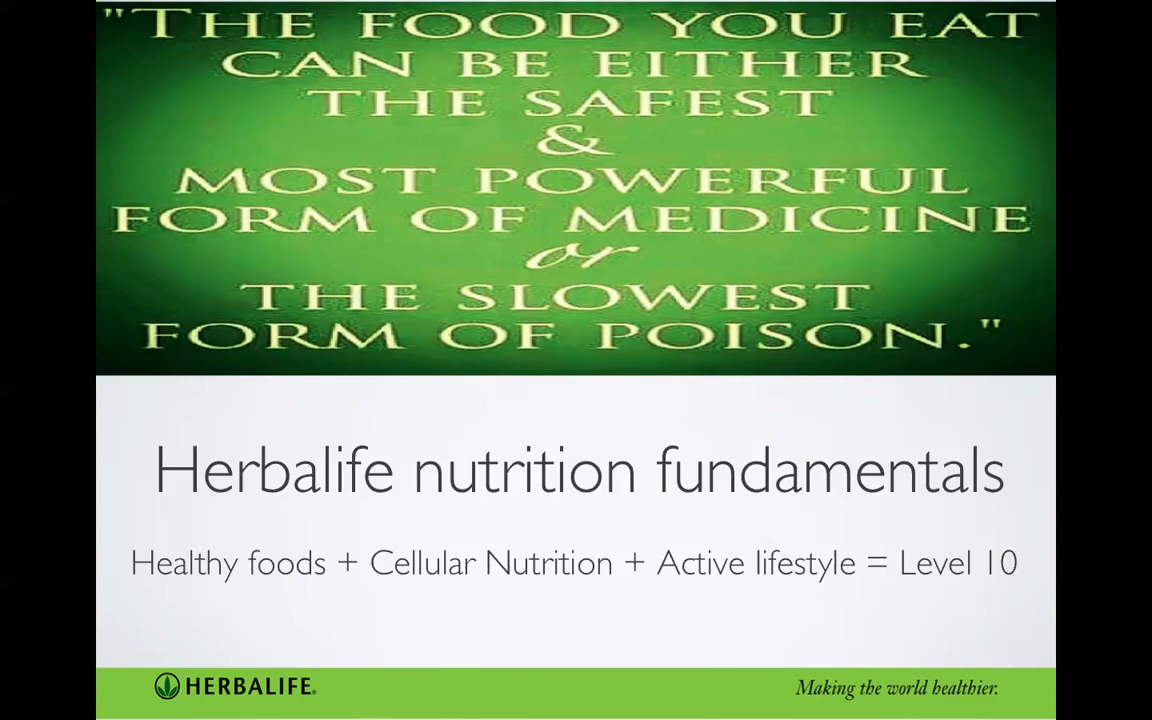 "THE FOOD YOU EAT
CAN BE EITHER
THE SAFEST
&
MOST POWERFUL
FORM OF MEDICINE
or
THE SLOWEST
FORM OF POISON."
Herbalife nutrition fundamentals
Healthy foods + Cellular Nutrition + Active lifestyle = Level 10
HERBALIFE.
Making the world healthier.